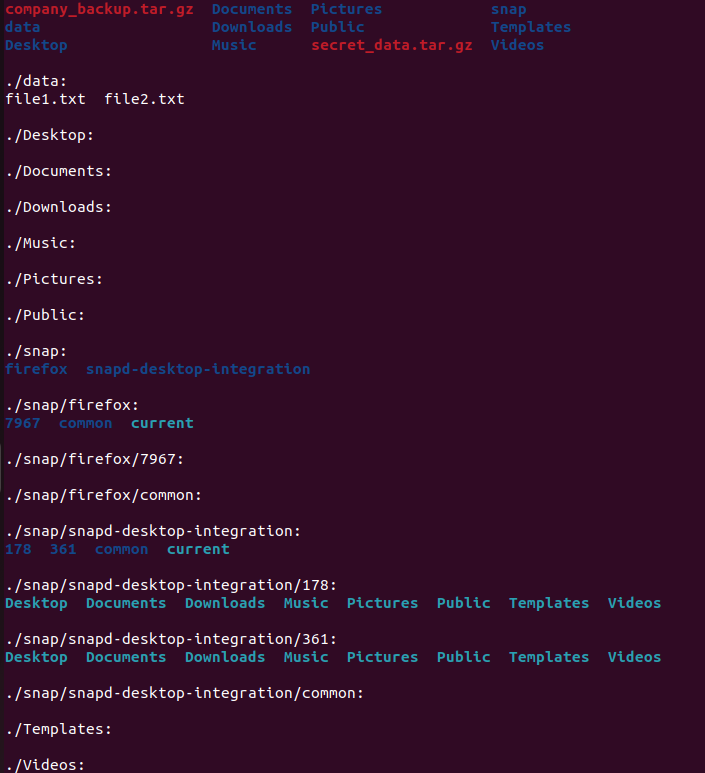 company_backup.tar.gz  Documents  Pictures            snap
data                   Downloads  Public              Templates
Desktop                Music      secret_data.tar.gz  Videos

./data:
file1.txt  file2.txt

./Desktop:

./Documents:

./Downloads:

./Music:

./Pictures:

./Public:

./snap:
firefox  snapd-desktop-integration

./snap/firefox:
7967  common  current

./snap/firefox/7967:

./snap/firefox/common:

./snap/snapd-desktop-integration:
178  361  common  current

./snap/snapd-desktop-integration/178:
Desktop  Documents  Downloads  Music  Pictures  Public  Templates  Videos

./snap/snapd-desktop-integration/361:
Desktop  Documents  Downloads  Music  Pictures  Public  Templates  Videos

./snap/snapd-desktop-integration/common:

./Templates:

./Videos: